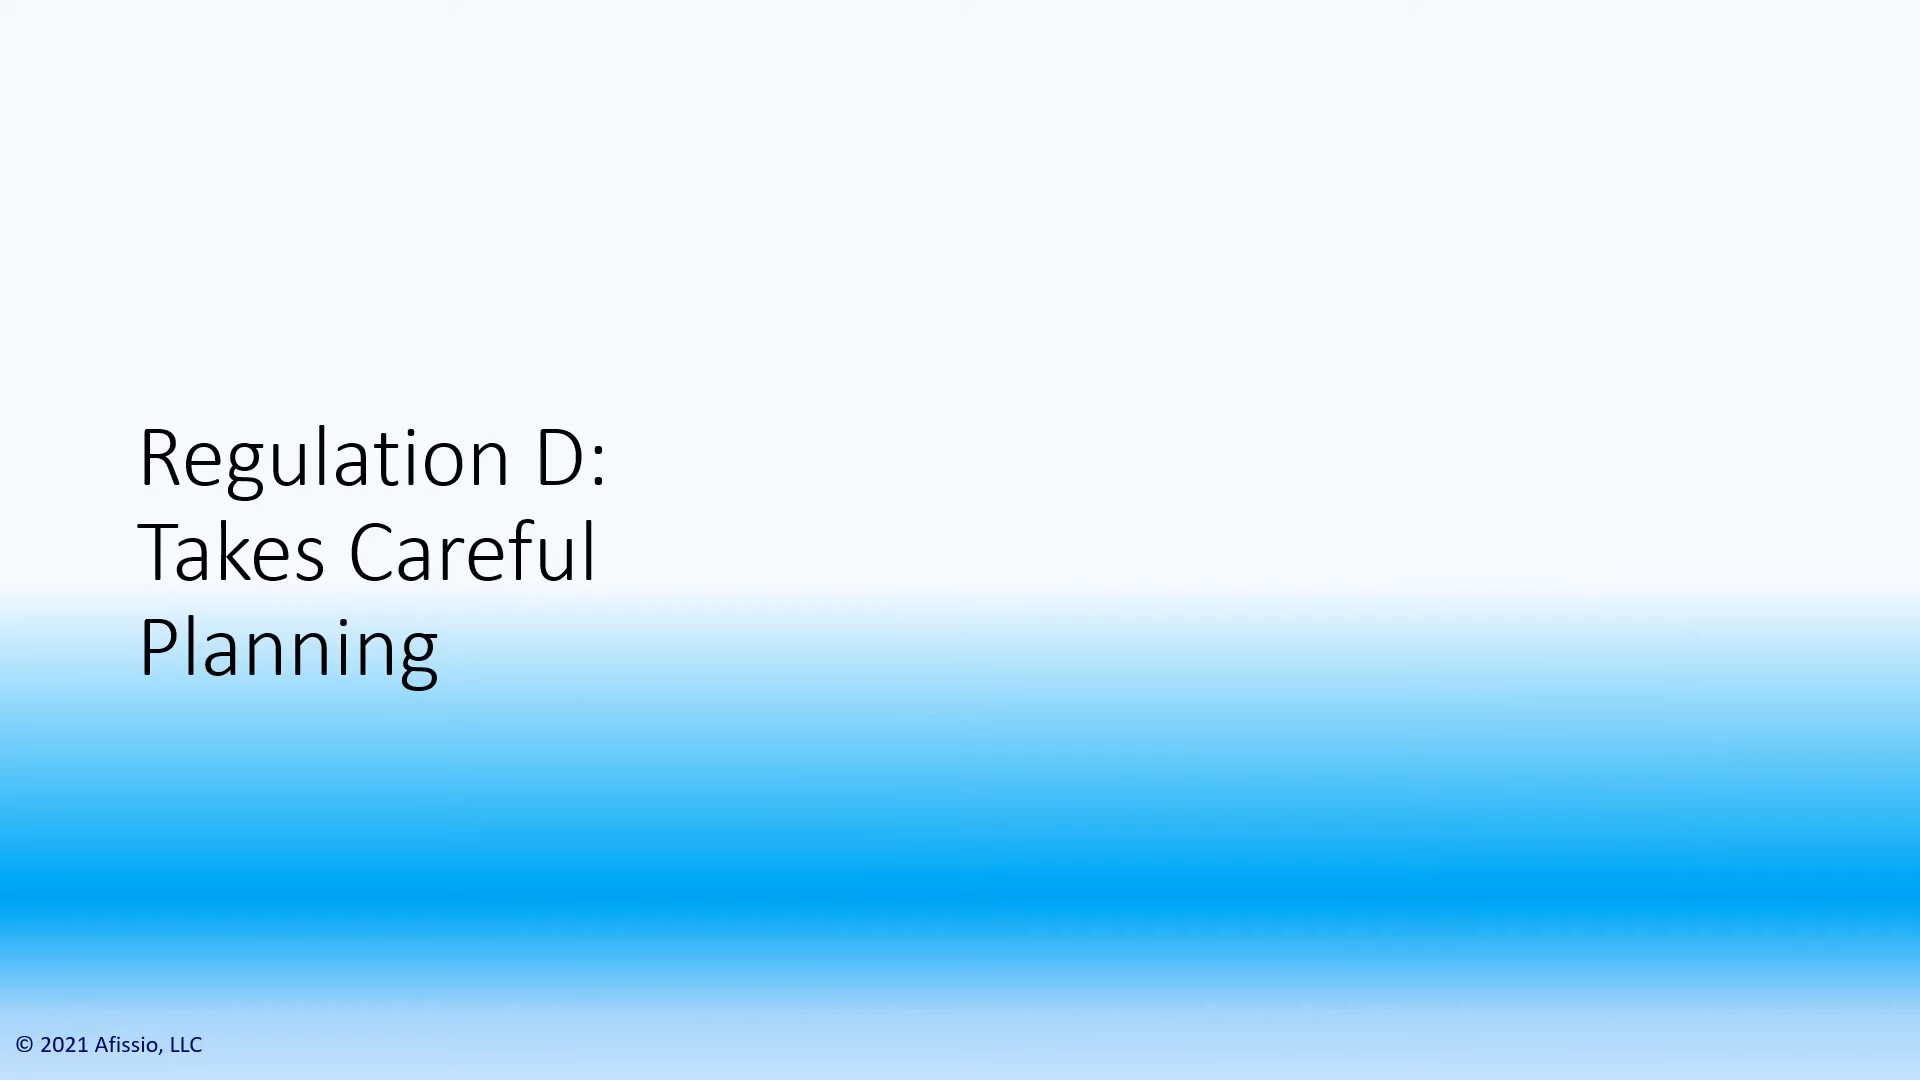 Regulation D:
Takes Careful
Planning
© 2021 Afissio, LLC